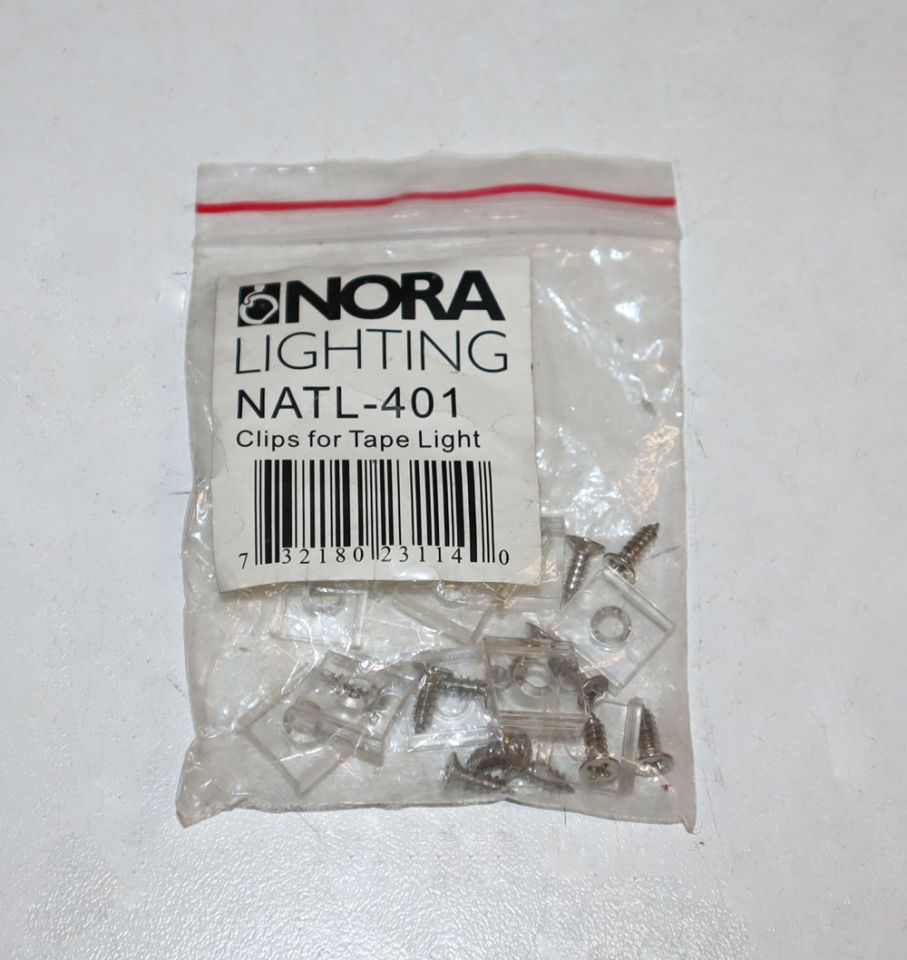 NORA
LIGHTING
NATL-401
Clips for Tape Light
7 32180 23114 0